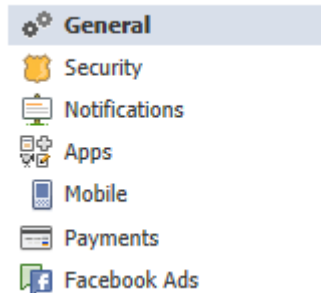 General
Security
Notifications
Apps
Mobile
Payments
Facebook Ads